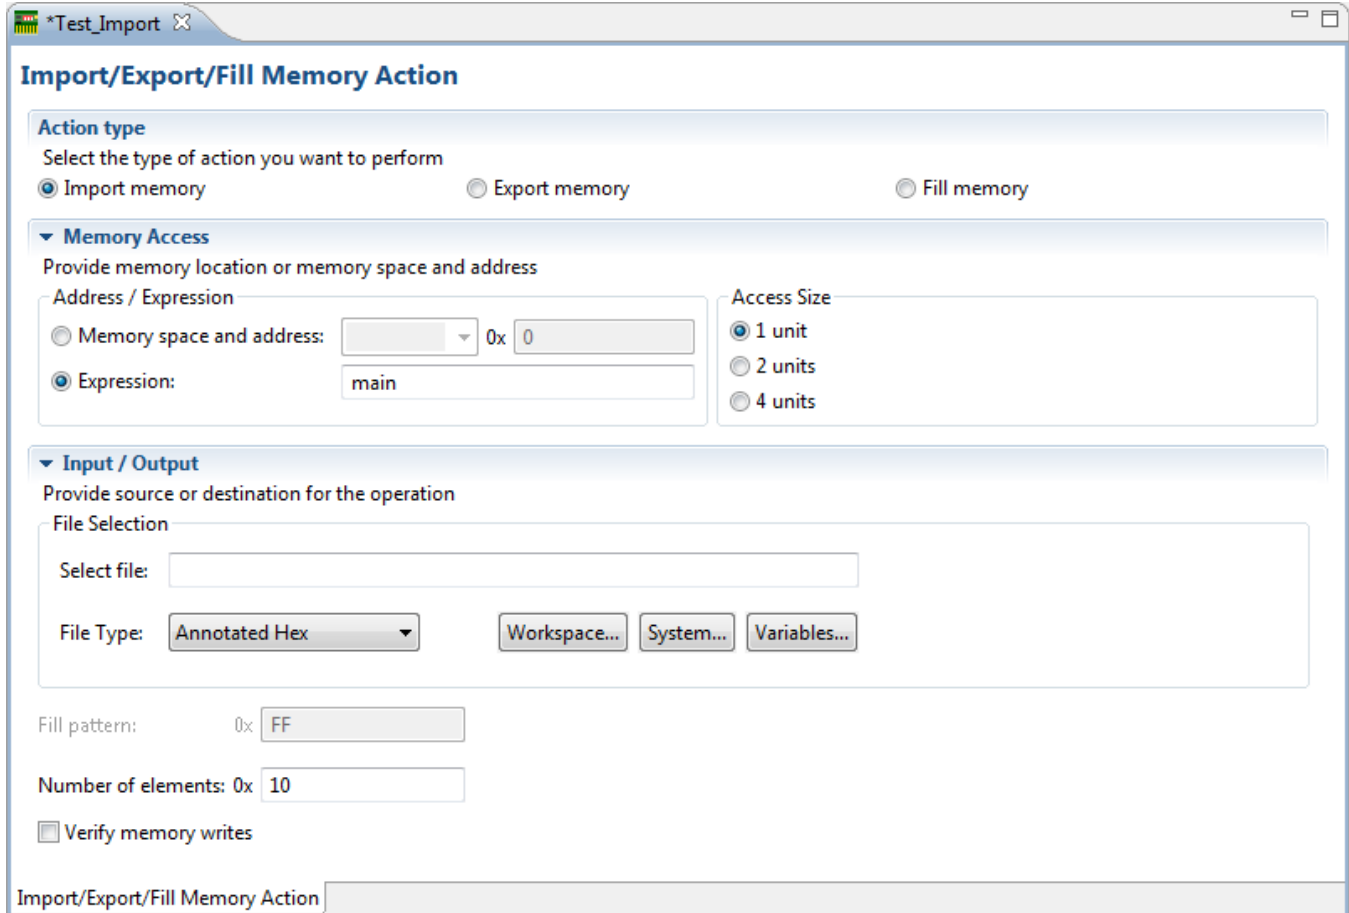 *Test_Import
Import/Export/Fill Memory Action
Action type
Select the type of action you want to perform
Import memory Export memory Fill memory
Memory Access
Provide memory location or memory space and address
Address / Expression Access Size
Memory space and address: 0x 0 1 unit
2 units
Expression: main
4 units
Input / Output
Provide source or destination for the operation
File Selection
Select file:
File Type: Annotated Hex Workspace... System... Variables...
Fill pattern: 0x FF
Number of elements: 0x 10
Verify memory writes
Import/Export/Fill Memory Action